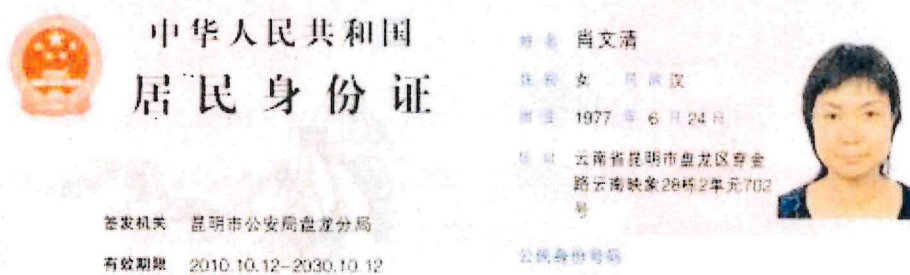 中华人民共和国
居民身份证
签发机关 昆明市公安局盘龙分局
有效期限 2010.10.12-2030.10.12
姓名 肖文清
性别 女 民族 汉
出生 1977 年 6 月 24 日
住址 云南省昆明市盘龙区穿金
路云南映象28栋2单元702
号
公民身份号码